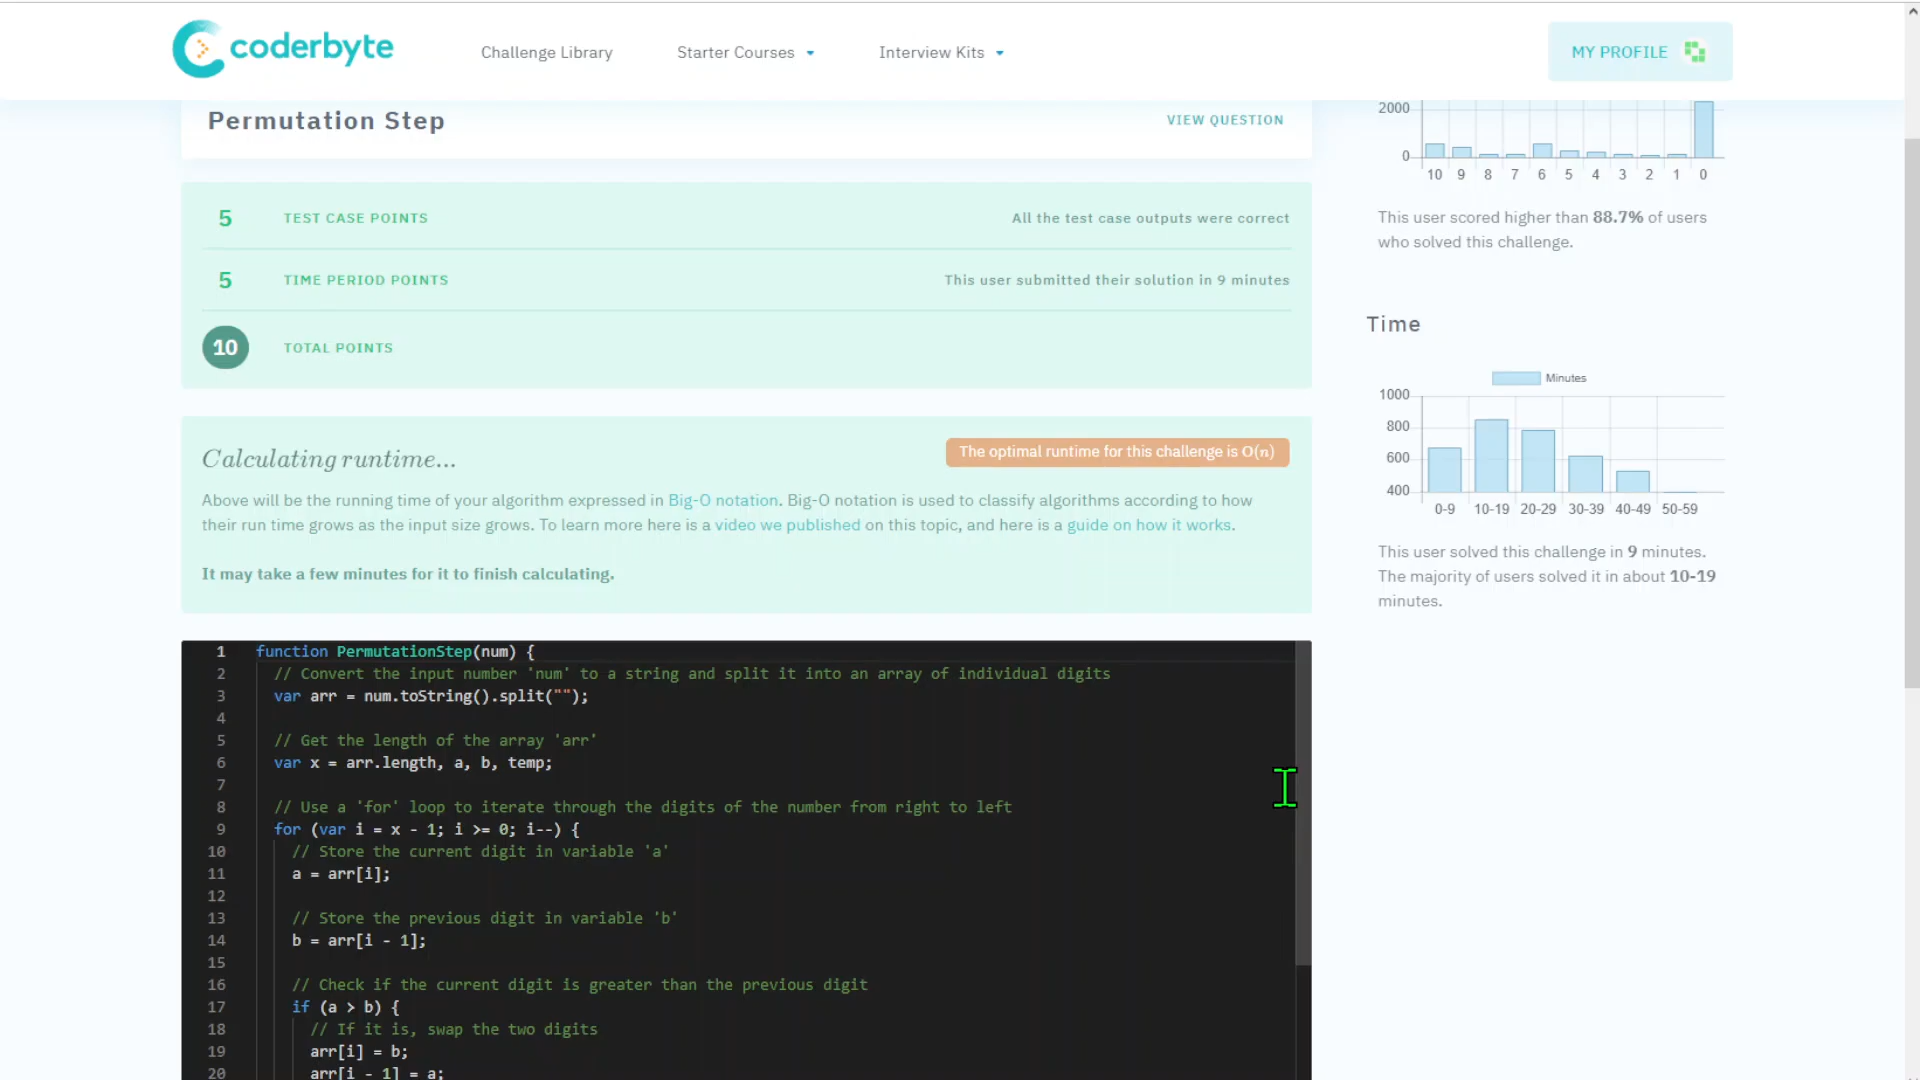 coderbyte
Challenge Library
Starter Courses
Interview Kits
MY PROFILE
Permutation Step
VIEW QUESTION
5
TEST CASE POINTS
All the test case outputs were correct
5
TIME PERIOD POINTS
This user submitted their solution in 9 minutes
10
TOTAL POINTS
Calculating runtime...
The optimal runtime for this challenge is O(n)
Above will be the running time of your algorithm expressed in Big-O notation. Big-O notation is used to classify algorithms according to how
their run time grows as the input size grows. To learn more here is a video we published on this topic, and here is a guide on how it works.
It may take a few minutes for it to finish calculating.
1 function PermutationStep(num) {
2 // Convert the input number 'num' to a string and split it into an array of individual digits
3 var arr = num.toString().split("");
4
5 // Get the length of the array 'arr'
6 var x = arr.length, a, b, temp;
7
8 // Use a 'for' loop to iterate through the digits of the number from right to left
9 for (var i = x - 1; i >= 0; i--) {
10 // Store the current digit in variable 'a'
11 a = arr[i];
12
13 // Store the previous digit in variable 'b'
14 b = arr[i - 1];
15
16 // Check if the current digit is greater than the previous digit
17 if (a > b) {
18 // If it is, swap the two digits
19 arr[i] = b;
20 arr[i - 1] = a;
2000
0
10 9 8 7 6 5 4 3 2 1 0
This user scored higher than 88.7% of users
who solved this challenge.
Time
Minutes
1000
800
600
400
0-9 10-19 20-29 30-39 40-49 50-59
This user solved this challenge in 9 minutes.
The majority of users solved it in about 10-19
minutes.